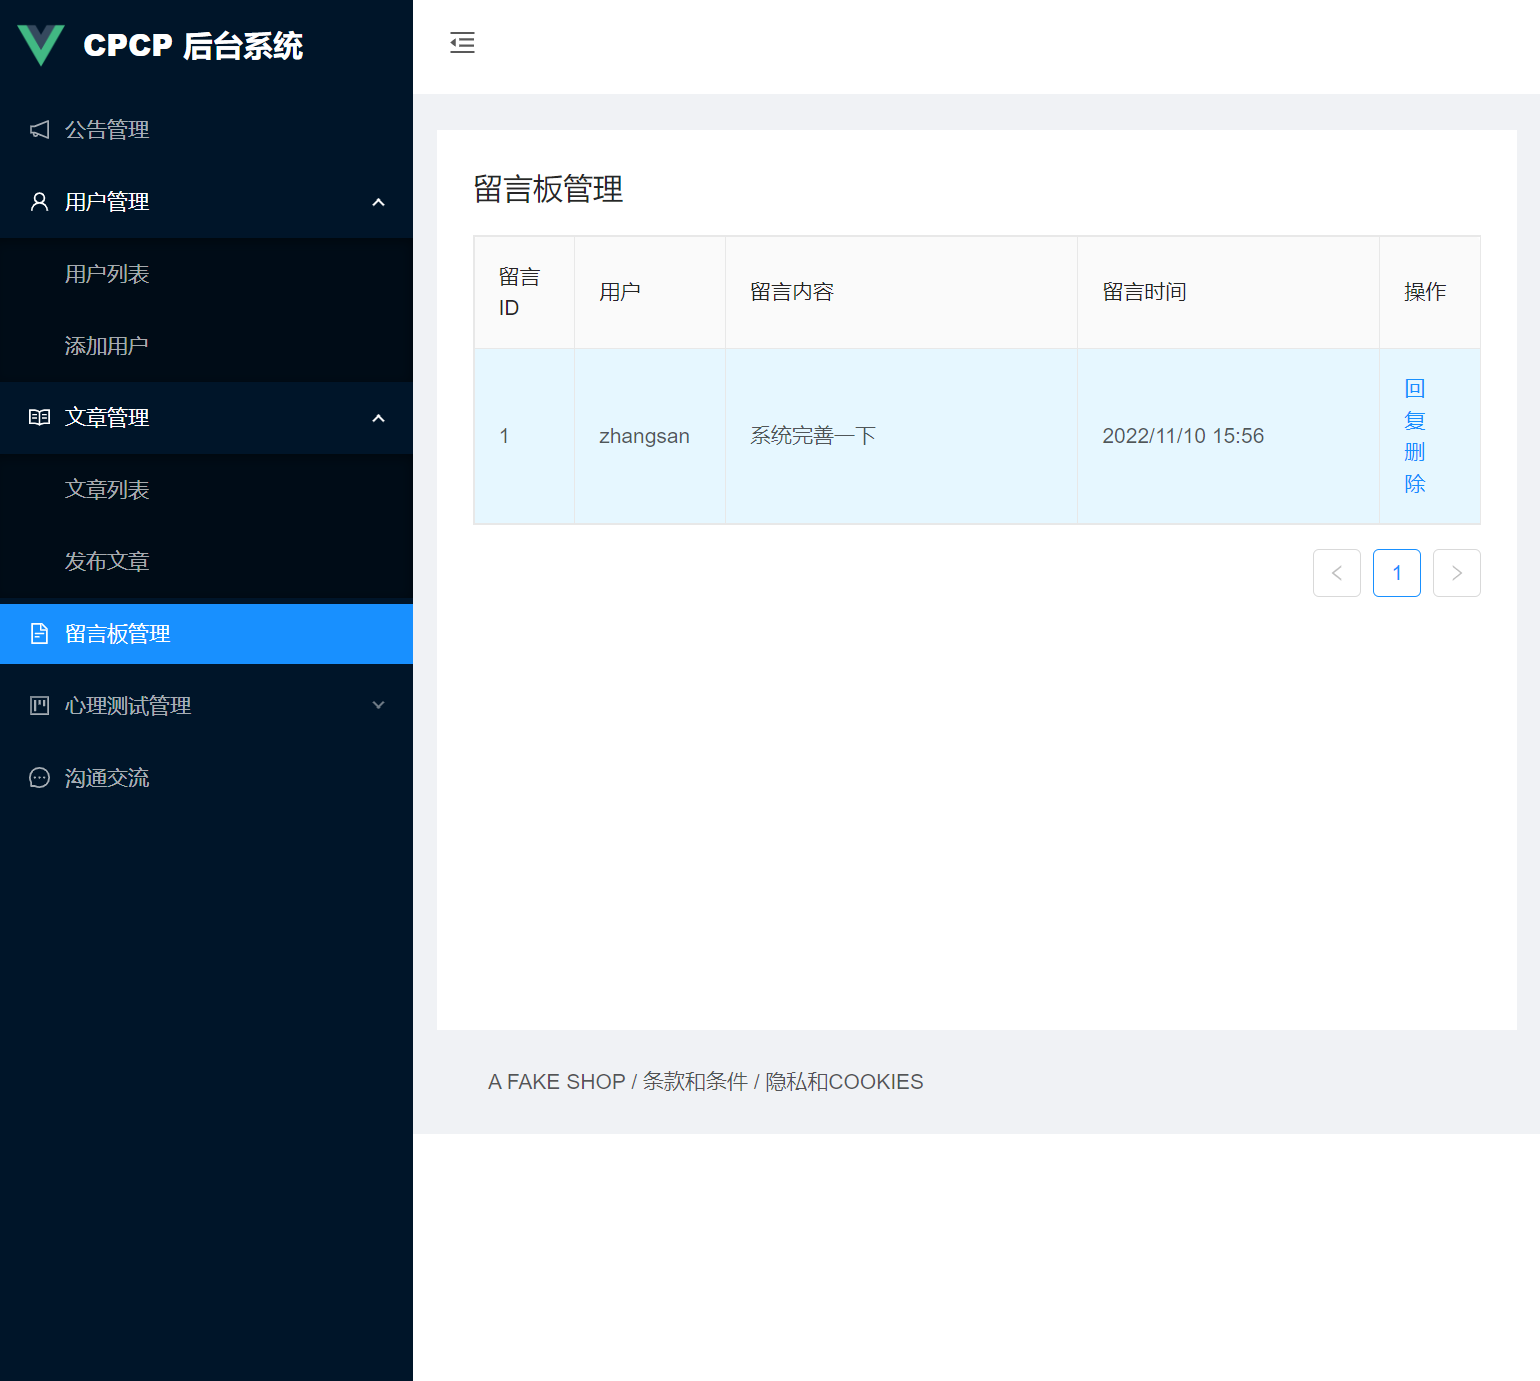 CPCP 后台系统
公告管理
用户管理
用户列表
添加用户
文章管理
文章列表
发布文章
留言板管理
心理测试管理
沟通交流
留言板管理
留言
ID
用户
留言内容
留言时间
操作
1
zhangsan
系统完善一下
2022/11/10 15:56
回
复
删
除
1
A FAKE SHOP / 条款和条件 / 隐私和COOKIES